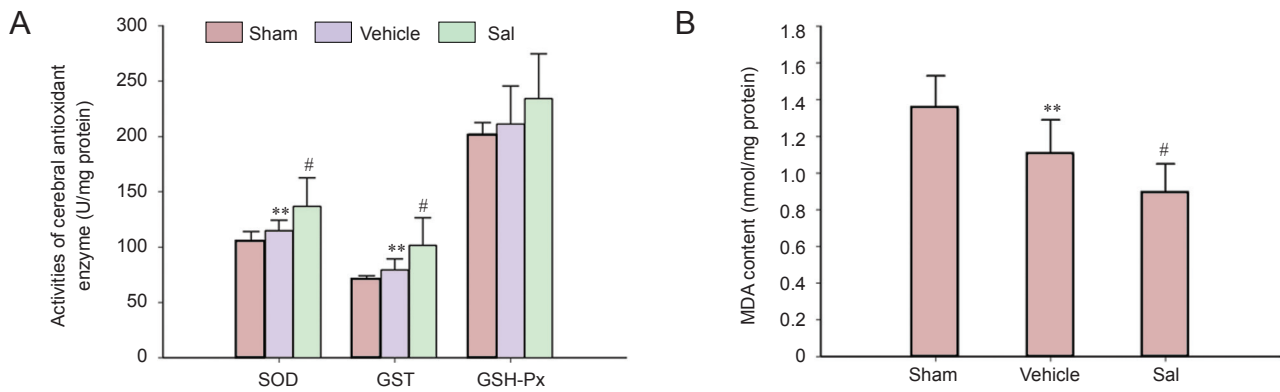 A
Activities of cerebral antioxidant
enzyme (U/mg protein)
300
250
200
150
100
50
0
Sham Vehicle Sal
**
#
**
#
SOD GST GSH-Px
B
MDA content (nmol/mg protein)
1.8
1.6
1.4
1.2
1.0
0.8
0.6
0.4
0.2
0
**
#
Sham Vehicle Sal